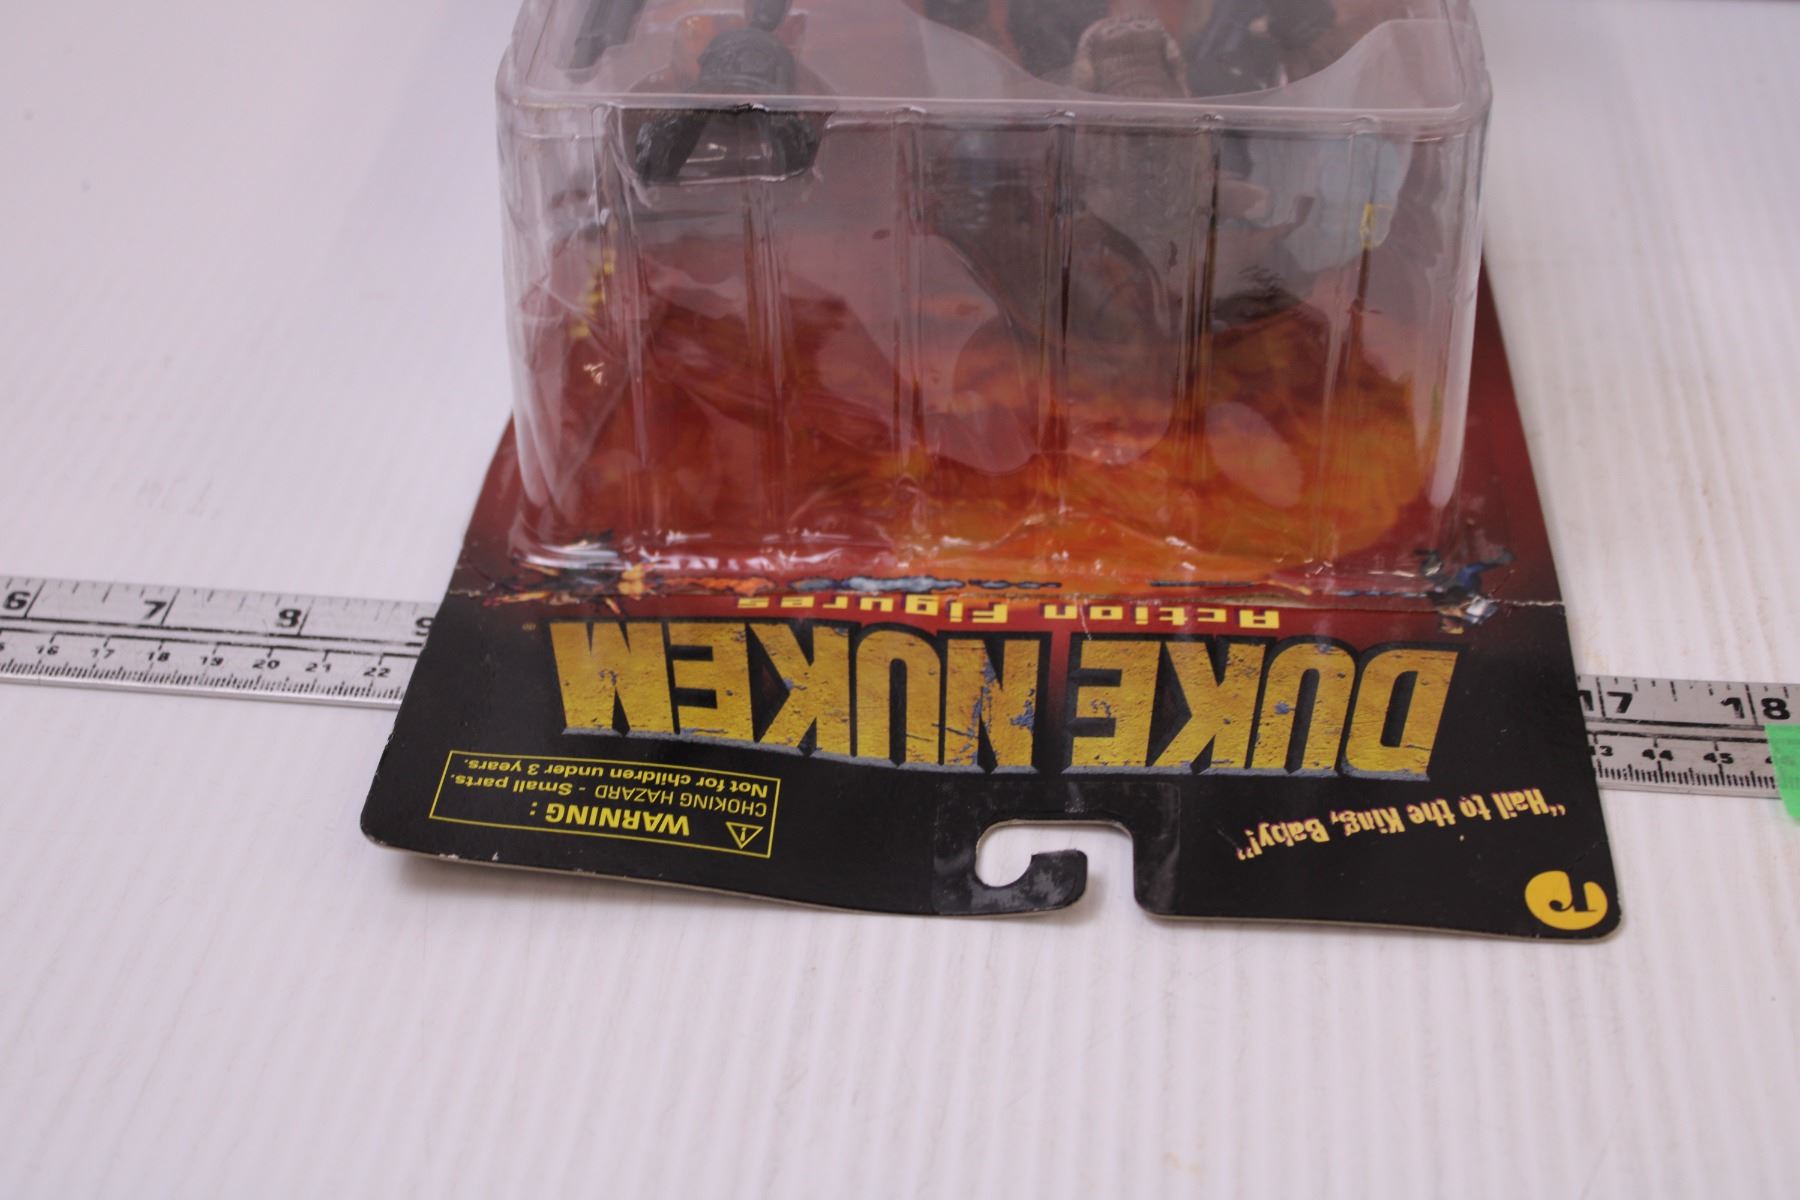 "Hail to the King, Baby!"
DUKE NUKEM
®
Action Figures
WARNING :
CHOKING HAZARD - Small parts.
Not for children under 3 years.
6 7 8 9 17 18
16 17 18 19 20 21 22 43 44 45